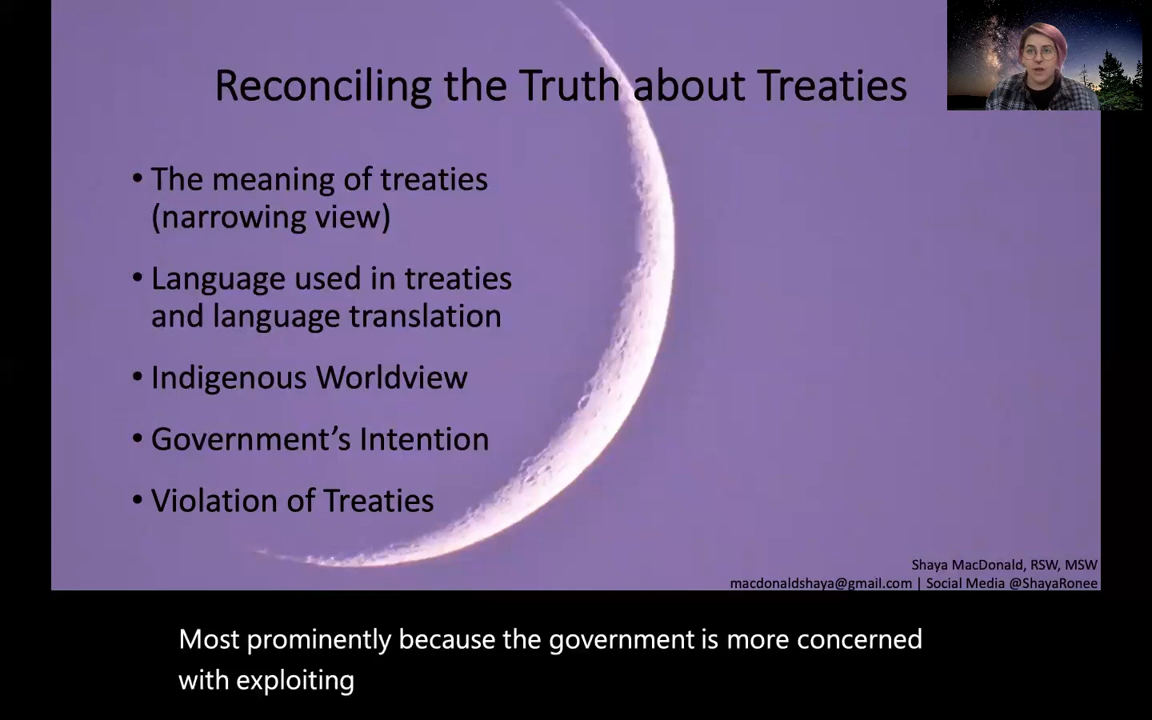 Reconciling the Truth about Treaties
• The meaning of treaties
(narrowing view)
• Language used in treaties
and language translation
• Indigenous Worldview
• Government’s Intention
• Violation of Treaties
Shaya MacDonald, RSW, MSW
macdonaldshaya@gmail.com | Social Media @ShayaRonee
Most prominently because the government is more concerned
with exploiting